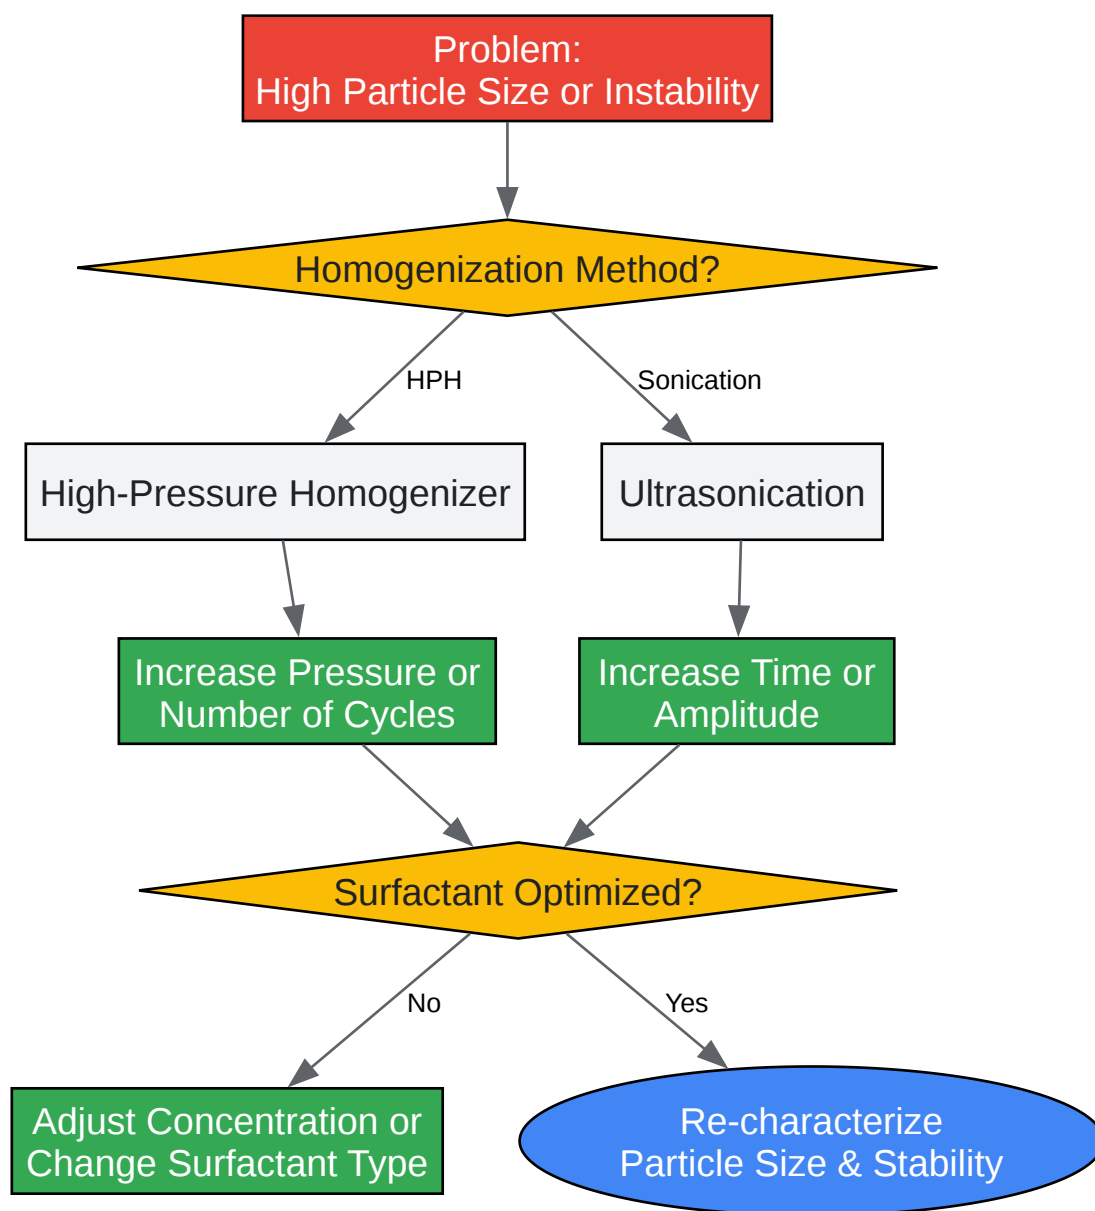 Problem:
High Particle Size or Instability
Homogenization Method?
HPH
Sonication
High-Pressure Homogenizer
Ultrasonication
Increase Pressure or
Number of Cycles
Increase Time or
Amplitude
Surfactant Optimized?
No
Yes
Adjust Concentration or
Change Surfactant Type
Re-characterize
Particle Size & Stability